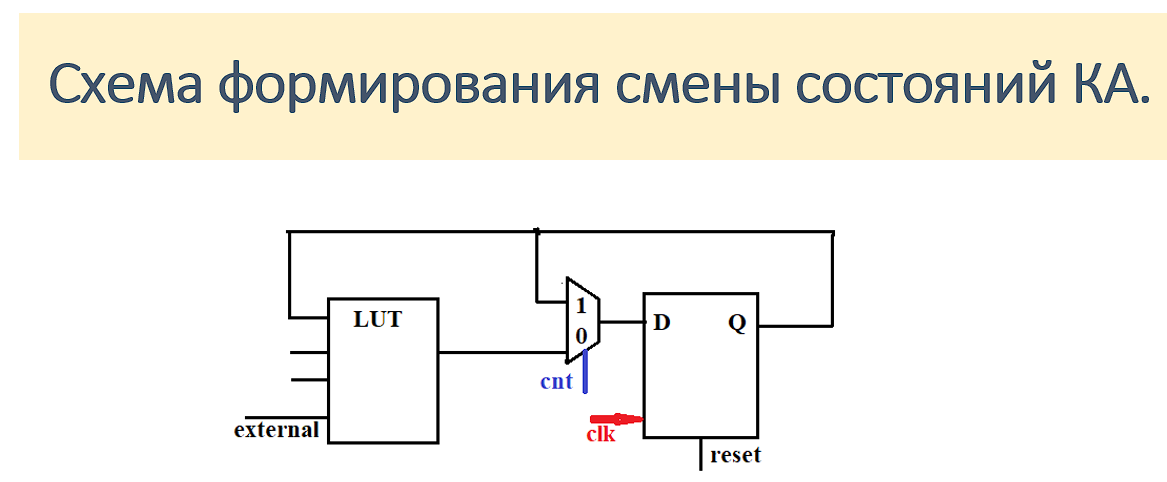 Схема формирования смены состояний КА.
LUT
1
0
D
Q
cnt
external
clk
reset